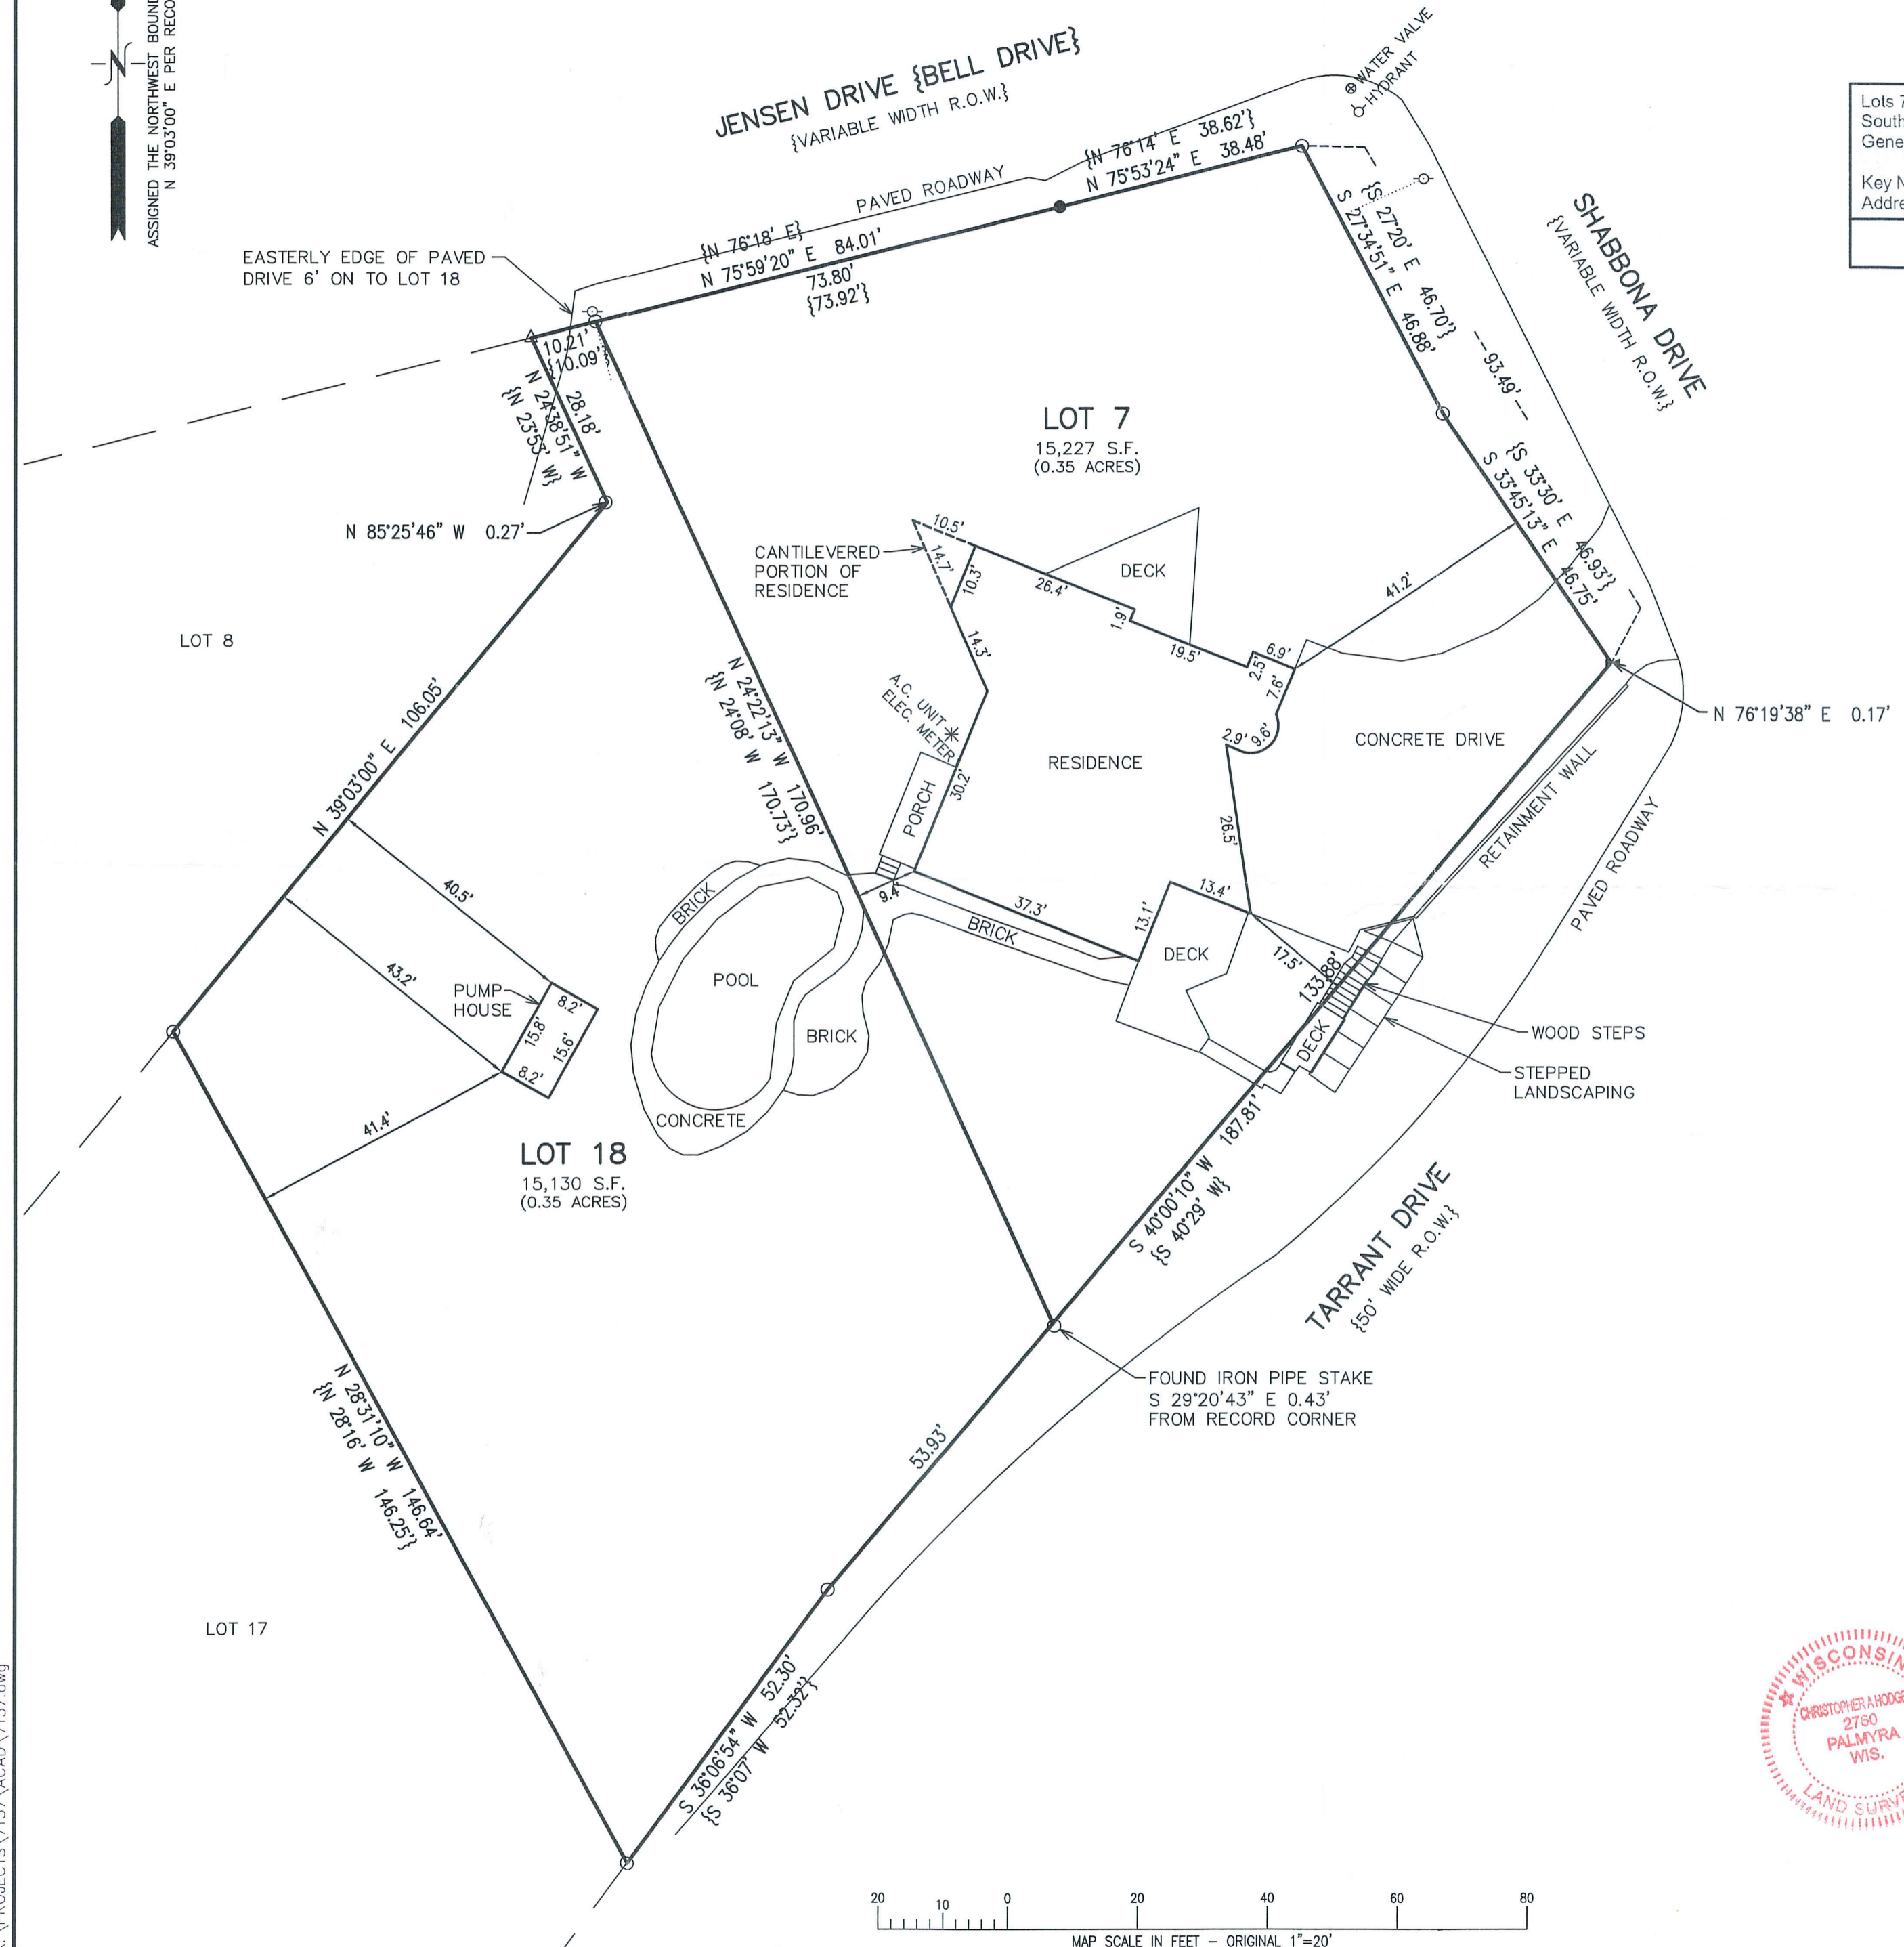 N
ASSIGNED THE NORTHWEST BOUND
N 39°03'00" E PER RECO
JENSEN DRIVE {BELL DRIVE}
{VARIABLE WIDTH R.O.W.}
WATER VALVE
HYDRANT
Lots 7
South
Gene
Key N
Addre
{N 76°14' E 38.62'}
N 75°53'24" E 38.48'
PAVED ROADWAY
{N 76°18' E}
N 75°59'20" E 84.01'
73.80'
{73.92'}
EASTERLY EDGE OF PAVED
DRIVE 6' ON TO LOT 18
10.21'
{10.09'}
28.18'
N 24°38'51" W
{N 23°53' W}
N 85°25'46" W 0.27'
{S 27°20' E 46.70'}
S 27°34'51" E 46.88'
93.49'
SHABBONA DRIVE
{VARIABLE WIDTH R.O.W.}
{S 33°30' E 46.93'}
S 33°45'13" E 46.75'
LOT 7
15,227 S.F.
(0.35 ACRES)
10.5'
CANTILEVERED
PORTION OF
RESIDENCE
14.7'
10.3'
26.4'
DECK
1.9'
19.5'
2.5'
6.9'
7.6'
41.2'
14.3'
LOT 8
N 39°03'00" E 106.05'
N 24°22'13" W 170.96'
{N 24°08' W 170.73'}
A.C. UNIT
ELEC. METER
RESIDENCE
2.9'
9.6'
CONCRETE DRIVE
N 76°19'38" E 0.17'
30.2'
PORCH
26.5'
RETAINMENT WALL
PAVED ROADWAY
9.4'
37.3'
BRICK
13.4'
13.1'
DECK
17.5'
133.88'
BRICK
POOL
BRICK
CONCRETE
40.5'
43.2'
PUMP
HOUSE
8.2'
15.8'
15.6'
8.2'
41.4'
DECK
WOOD STEPS
STEPPED
LANDSCAPING
LOT 18
15,130 S.F.
(0.35 ACRES)
S 40°00'10" W 187.81'
{S 40°29' W}
TARRANT DRIVE
{50' WIDE R.O.W.}
FOUND IRON PIPE STAKE
S 29°20'43" E 0.43'
FROM RECORD CORNER
N 28°31'10" W 146.64'
{N 28°16' W 146.25'}
53.93'
LOT 17
S 36°06'54" W 52.30'
{S 36°07' W 52.32'}
WISCONSIN
CHRISTOPHER A HODGE
2760
PALMYRA
WIS.
LAND SURV
20 10 0 20 40 60 80
MAP SCALE IN FEET – ORIGINAL 1"=20'